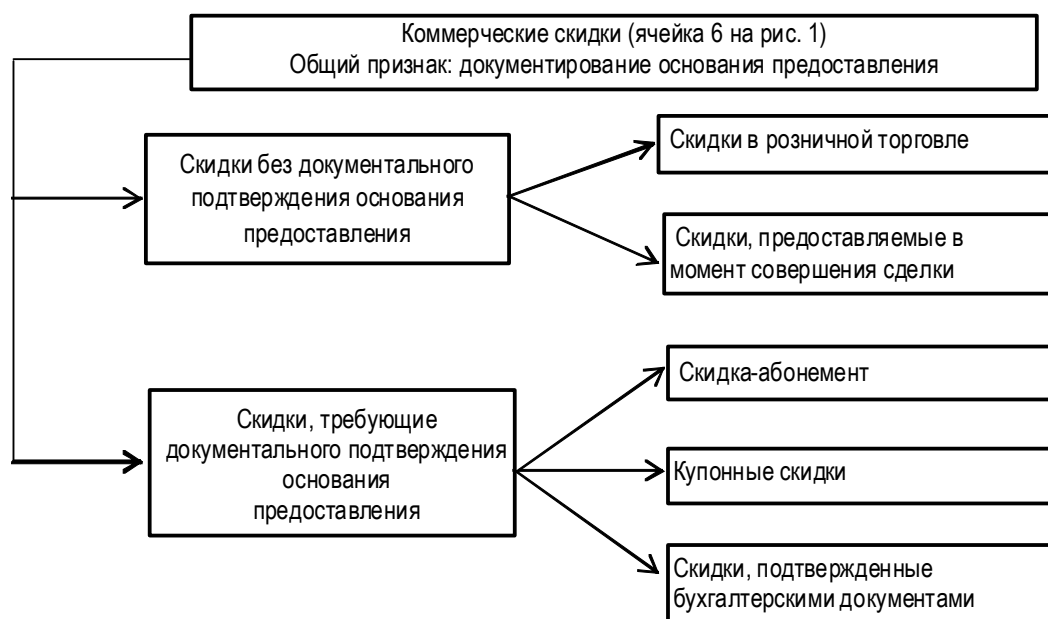 Коммерческие скидки (ячейка 6 на рис. 1)
Общий признак: документирование основания предоставления
Скидки без документального
подтверждения основания
предоставления
Скидки в розничной торговле
Скидки, предоставляемые в
момент совершения сделки
Скидки, требующие
документального подтверждения
основания
предоставления
Скидка-абонемент
Купонные скидки
Скидки, подтвержденные
бухгалтерскими документами